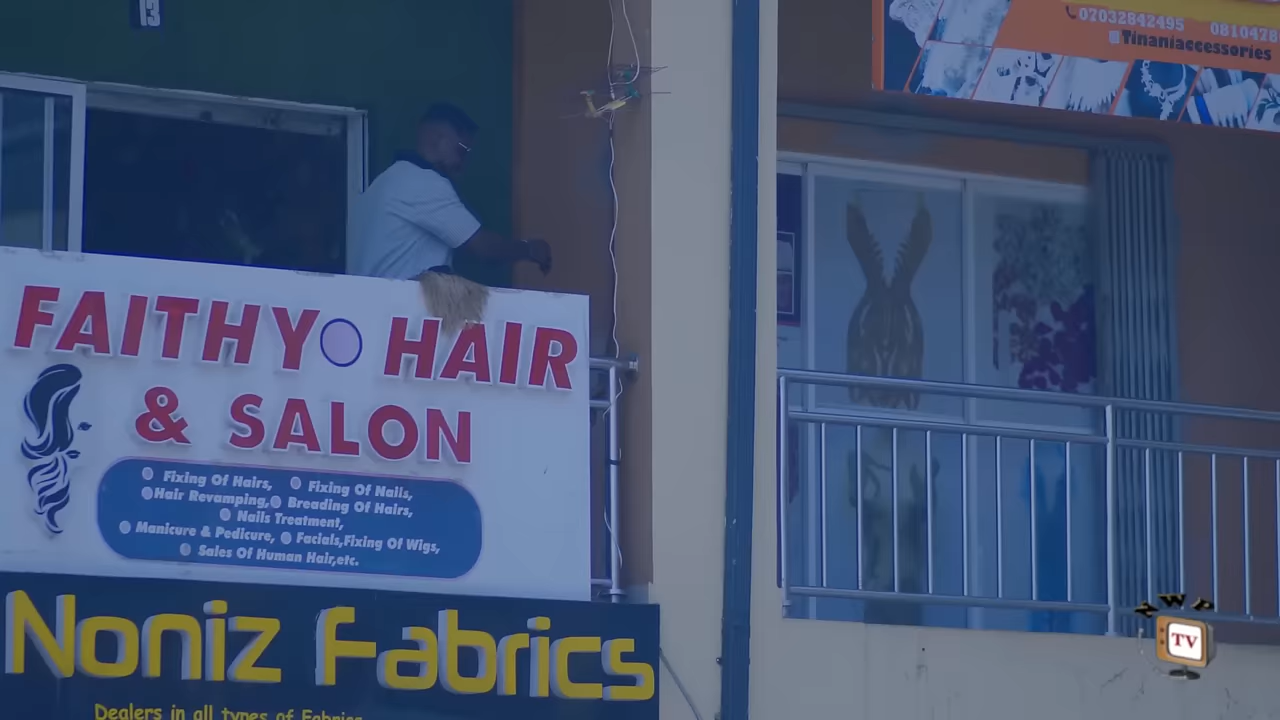 13
07032842495
@Tinaniaccessories
FAITHY HAIR
& SALON
Fixing Of Hairs, Fixing Of Nails,
Hair Revamping, Breading Of Hairs,
Nails Treatment,
Manicure & Pedicure, Facials,Fixing Of Wigs,
Sales Of Human Hair,etc.
Noniz Fabrics
Dealers in all types of Fabrics
TV